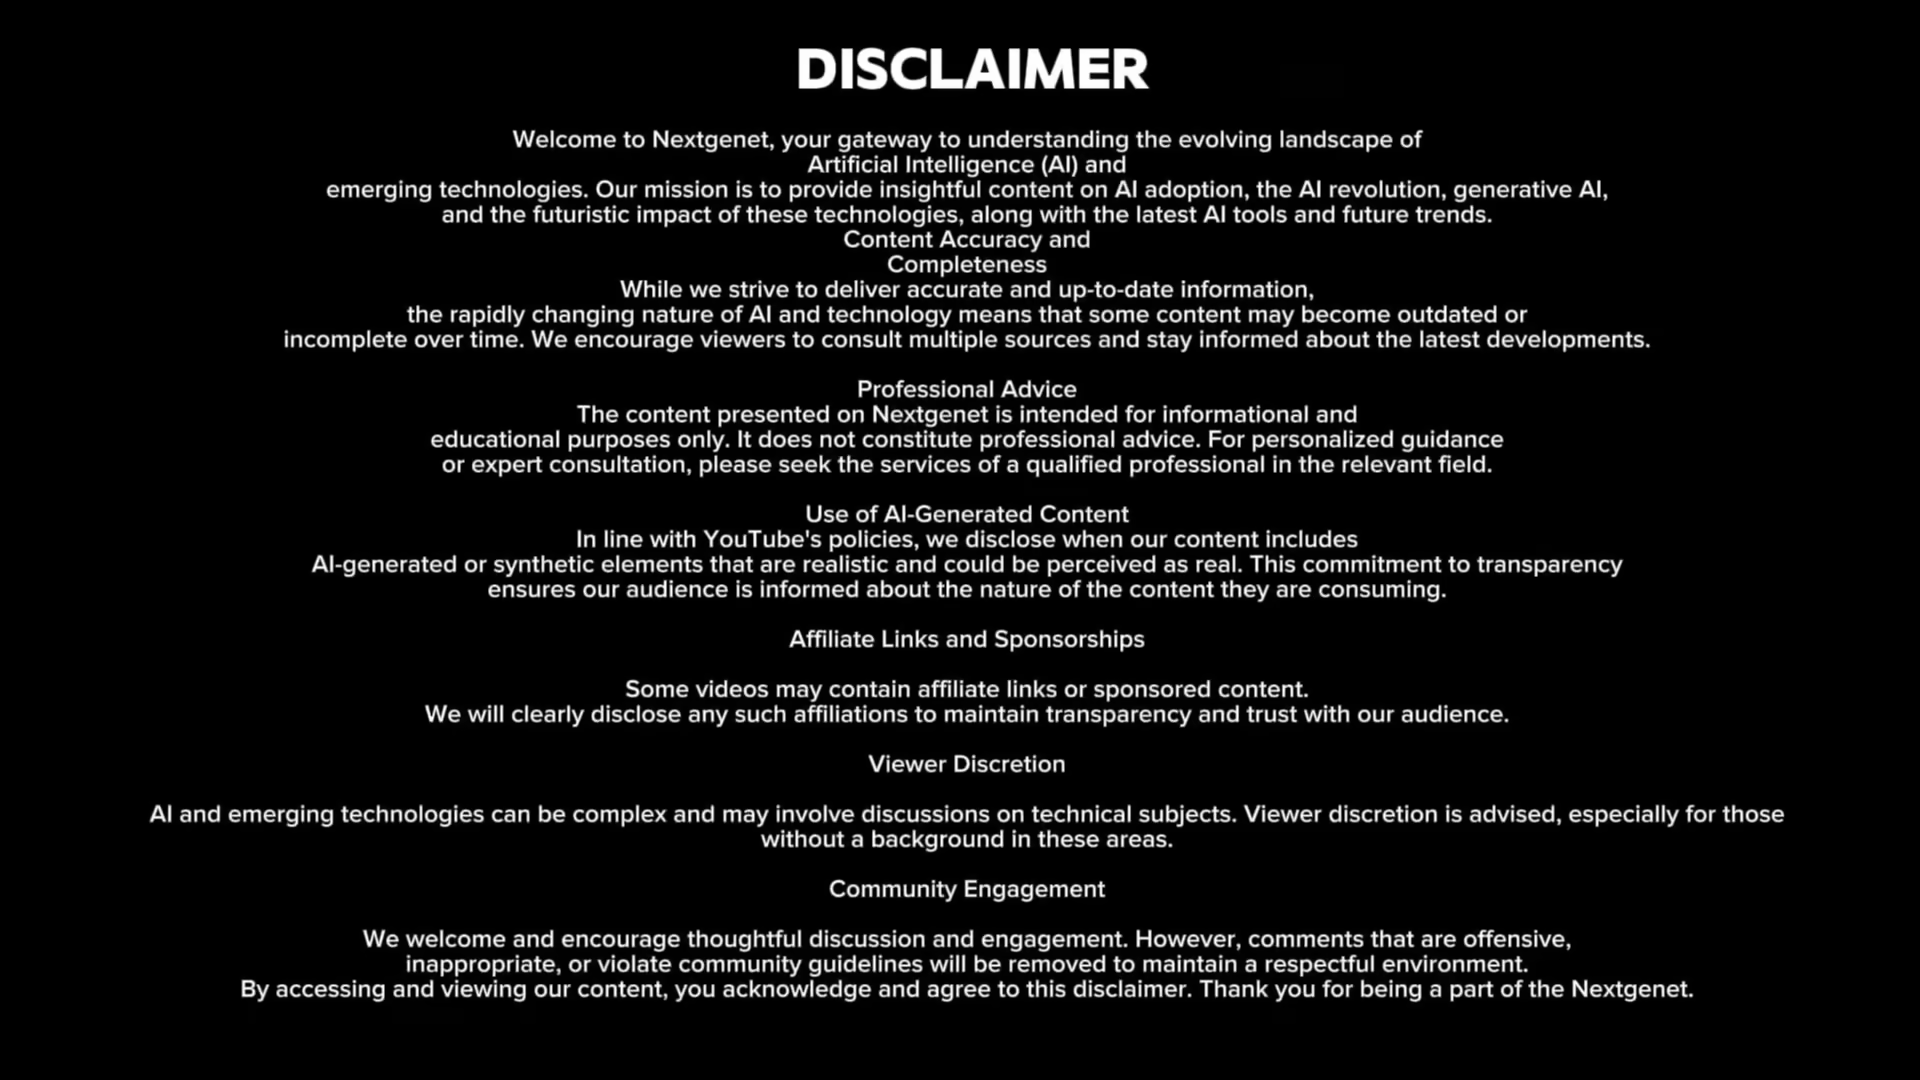 DISCLAIMER
Welcome to Nextgenet, your gateway to understanding the evolving landscape of
Artificial Intelligence (AI) and
emerging technologies. Our mission is to provide insightful content on AI adoption, the AI revolution, generative AI,
and the futuristic impact of these technologies, along with the latest AI tools and future trends.
Content Accuracy and
Completeness
While we strive to deliver accurate and up-to-date information,
the rapidly changing nature of AI and technology means that some content may become outdated or
incomplete over time. We encourage viewers to consult multiple sources and stay informed about the latest developments.
Professional Advice
The content presented on Nextgenet is intended for informational and
educational purposes only. It does not constitute professional advice. For personalized guidance
or expert consultation, please seek the services of a qualified professional in the relevant field.
Use of AI-Generated Content
In line with YouTube's policies, we disclose when our content includes
AI-generated or synthetic elements that are realistic and could be perceived as real. This commitment to transparency
ensures our audience is informed about the nature of the content they are consuming.
Affiliate Links and Sponsorships
Some videos may contain affiliate links or sponsored content.
We will clearly disclose any such affiliations to maintain transparency and trust with our audience.
Viewer Discretion
AI and emerging technologies can be complex and may involve discussions on technical subjects. Viewer discretion is advised, especially for those
without a background in these areas.
Community Engagement
We welcome and encourage thoughtful discussion and engagement. However, comments that are offensive,
inappropriate, or violate community guidelines will be removed to maintain a respectful environment.
By accessing and viewing our content, you acknowledge and agree to this disclaimer. Thank you for being a part of the Nextgenet.